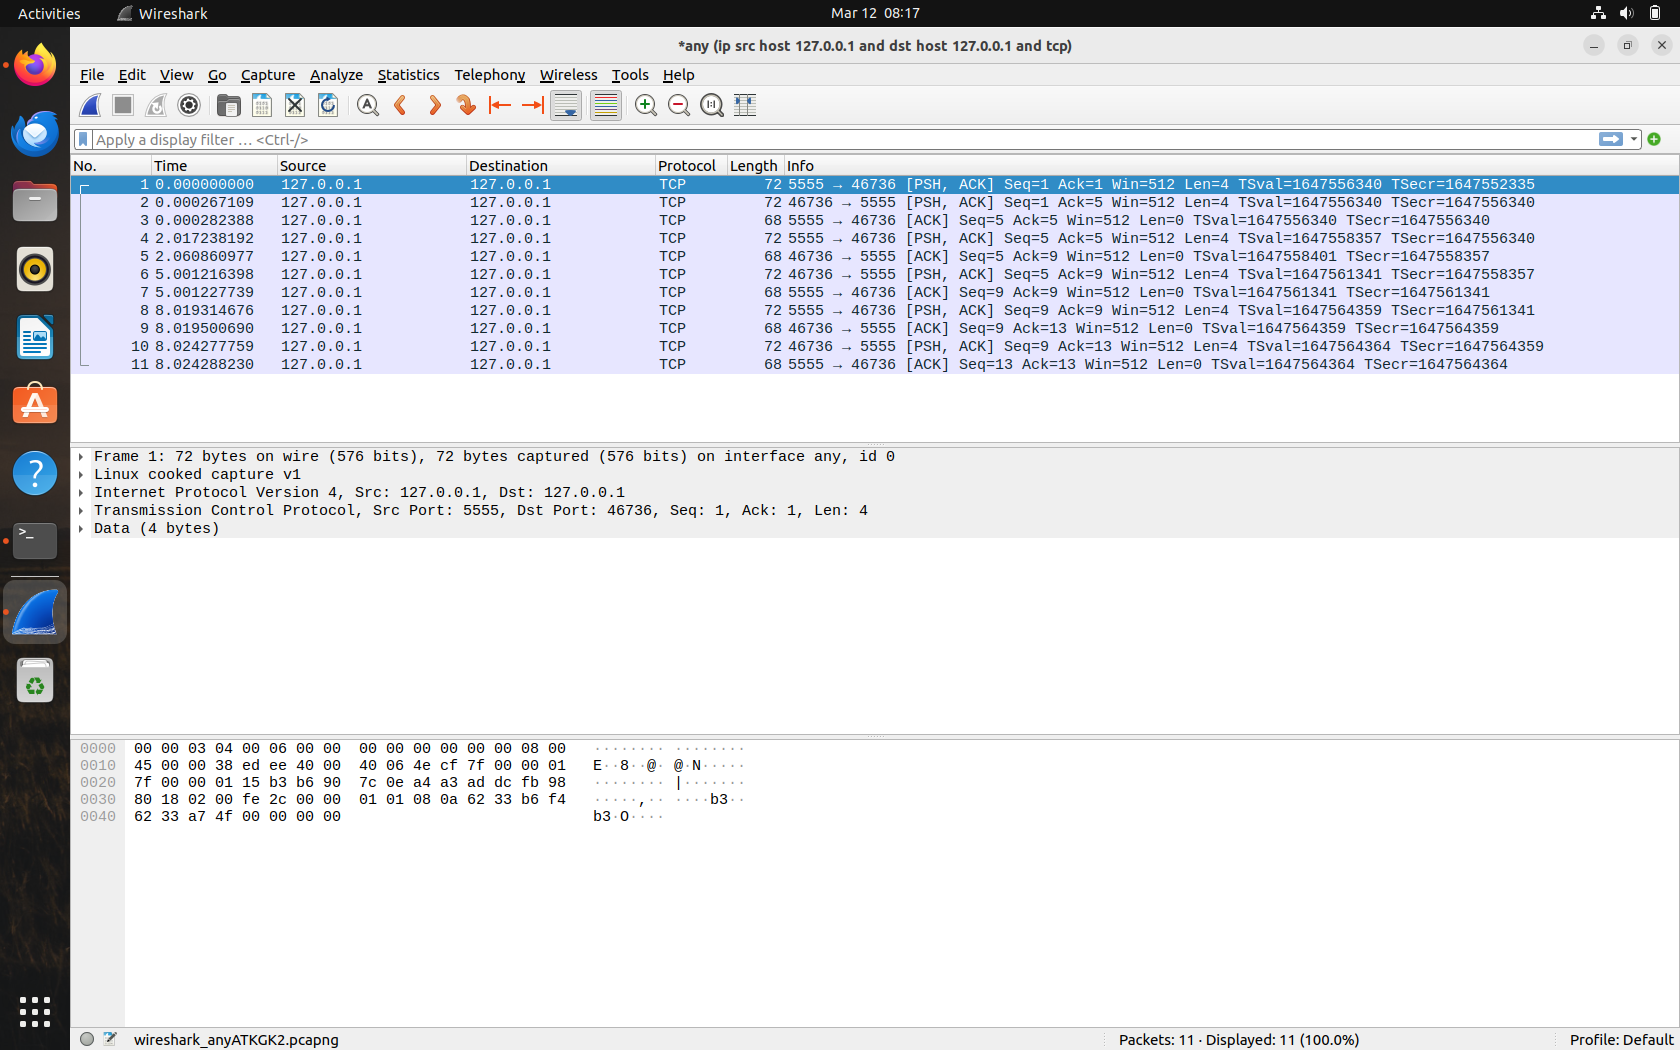 Activities Wireshark Mar 12 08:17
*any (ip src host 127.0.0.1 and dst host 127.0.0.1 and tcp)
File Edit View Go Capture Analyze Statistics Telephony Wireless Tools Help
Apply a display filter … <Ctrl-/>
No. Time Source Destination Protocol Length Info
1 0.000000000 127.0.0.1 127.0.0.1 TCP 72 5555 → 46736 [PSH, ACK] Seq=1 Ack=1 Win=512 Len=4 TSval=1647556340 TSecr=1647552335
2 0.000267109 127.0.0.1 127.0.0.1 TCP 72 46736 → 5555 [PSH, ACK] Seq=1 Ack=5 Win=512 Len=4 TSval=1647556340 TSecr=1647556340
3 0.000282388 127.0.0.1 127.0.0.1 TCP 68 5555 → 46736 [ACK] Seq=5 Ack=5 Win=512 Len=0 TSval=1647556340 TSecr=1647556340
4 2.017238192 127.0.0.1 127.0.0.1 TCP 72 5555 → 46736 [PSH, ACK] Seq=5 Ack=5 Win=512 Len=4 TSval=1647558357 TSecr=1647556340
5 2.060860977 127.0.0.1 127.0.0.1 TCP 68 46736 → 5555 [ACK] Seq=5 Ack=9 Win=512 Len=0 TSval=1647558401 TSecr=1647558357
6 5.001216398 127.0.0.1 127.0.0.1 TCP 72 46736 → 5555 [PSH, ACK] Seq=5 Ack=9 Win=512 Len=4 TSval=1647561341 TSecr=1647558357
7 5.001227739 127.0.0.1 127.0.0.1 TCP 68 5555 → 46736 [ACK] Seq=9 Ack=9 Win=512 Len=0 TSval=1647561341 TSecr=1647561341
8 8.019314676 127.0.0.1 127.0.0.1 TCP 72 5555 → 46736 [PSH, ACK] Seq=9 Ack=9 Win=512 Len=4 TSval=1647564359 TSecr=1647561341
9 8.019500690 127.0.0.1 127.0.0.1 TCP 68 46736 → 5555 [ACK] Seq=9 Ack=13 Win=512 Len=0 TSval=1647564359 TSecr=1647564359
10 8.024277759 127.0.0.1 127.0.0.1 TCP 72 46736 → 5555 [PSH, ACK] Seq=9 Ack=13 Win=512 Len=4 TSval=1647564364 TSecr=1647564359
11 8.024288230 127.0.0.1 127.0.0.1 TCP 68 5555 → 46736 [ACK] Seq=13 Ack=13 Win=512 Len=0 TSval=1647564364 TSecr=1647564364
Frame 1: 72 bytes on wire (576 bits), 72 bytes captured (576 bits) on interface any, id 0
Linux cooked capture v1
Internet Protocol Version 4, Src: 127.0.0.1, Dst: 127.0.0.1
Transmission Control Protocol, Src Port: 5555, Dst Port: 46736, Seq: 1, Ack: 1, Len: 4
Data (4 bytes)
0000 00 00 03 04 00 06 00 00 00 00 00 00 00 00 08 00 ········ ········
0010 45 00 00 38 ed ee 40 00 40 06 4e cf 7f 00 00 01 E··8··@· @·N·····
0020 7f 00 00 01 15 b3 b6 90 7c 0e a4 a3 ad dc fb 98 ········ |·······
0030 80 18 02 00 fe 2c 00 00 01 01 08 0a 62 33 b6 f4 ·····,·· ····b3··
0040 62 33 a7 4f 00 00 00 00 b3·O····
wireshark_anyATKGK2.pcapng Packets: 11 · Displayed: 11 (100.0%) Profile: Default